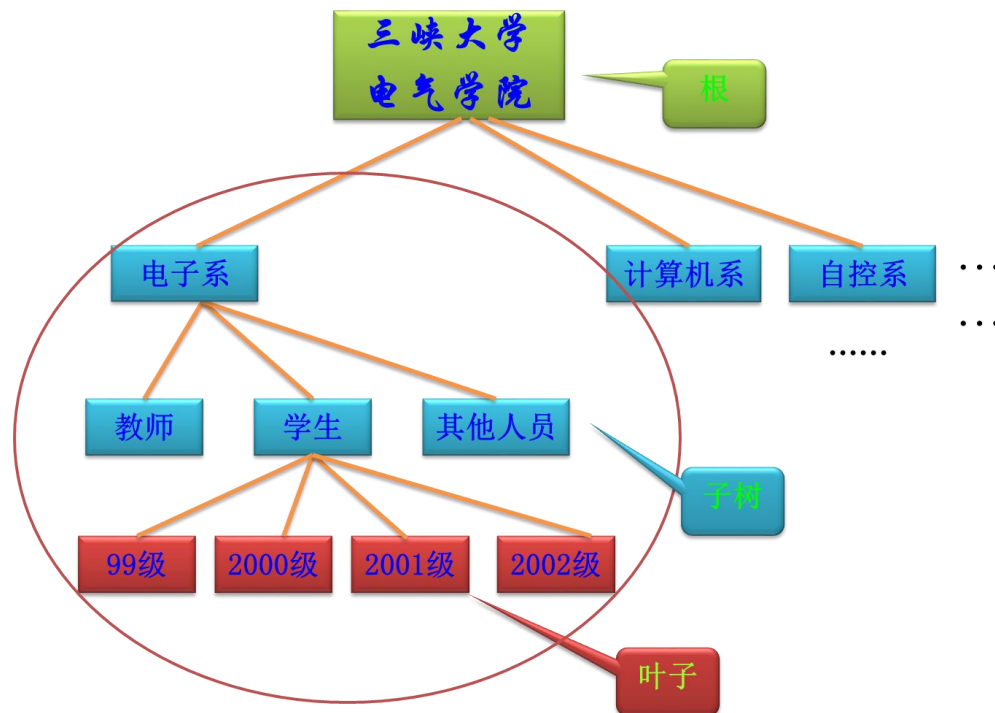 三峡大学
电气学院
根
电子系
计算机系
自控系
...
...
......
教师
学生
其他人员
子树
99级
2000级
2001级
2002级
叶子